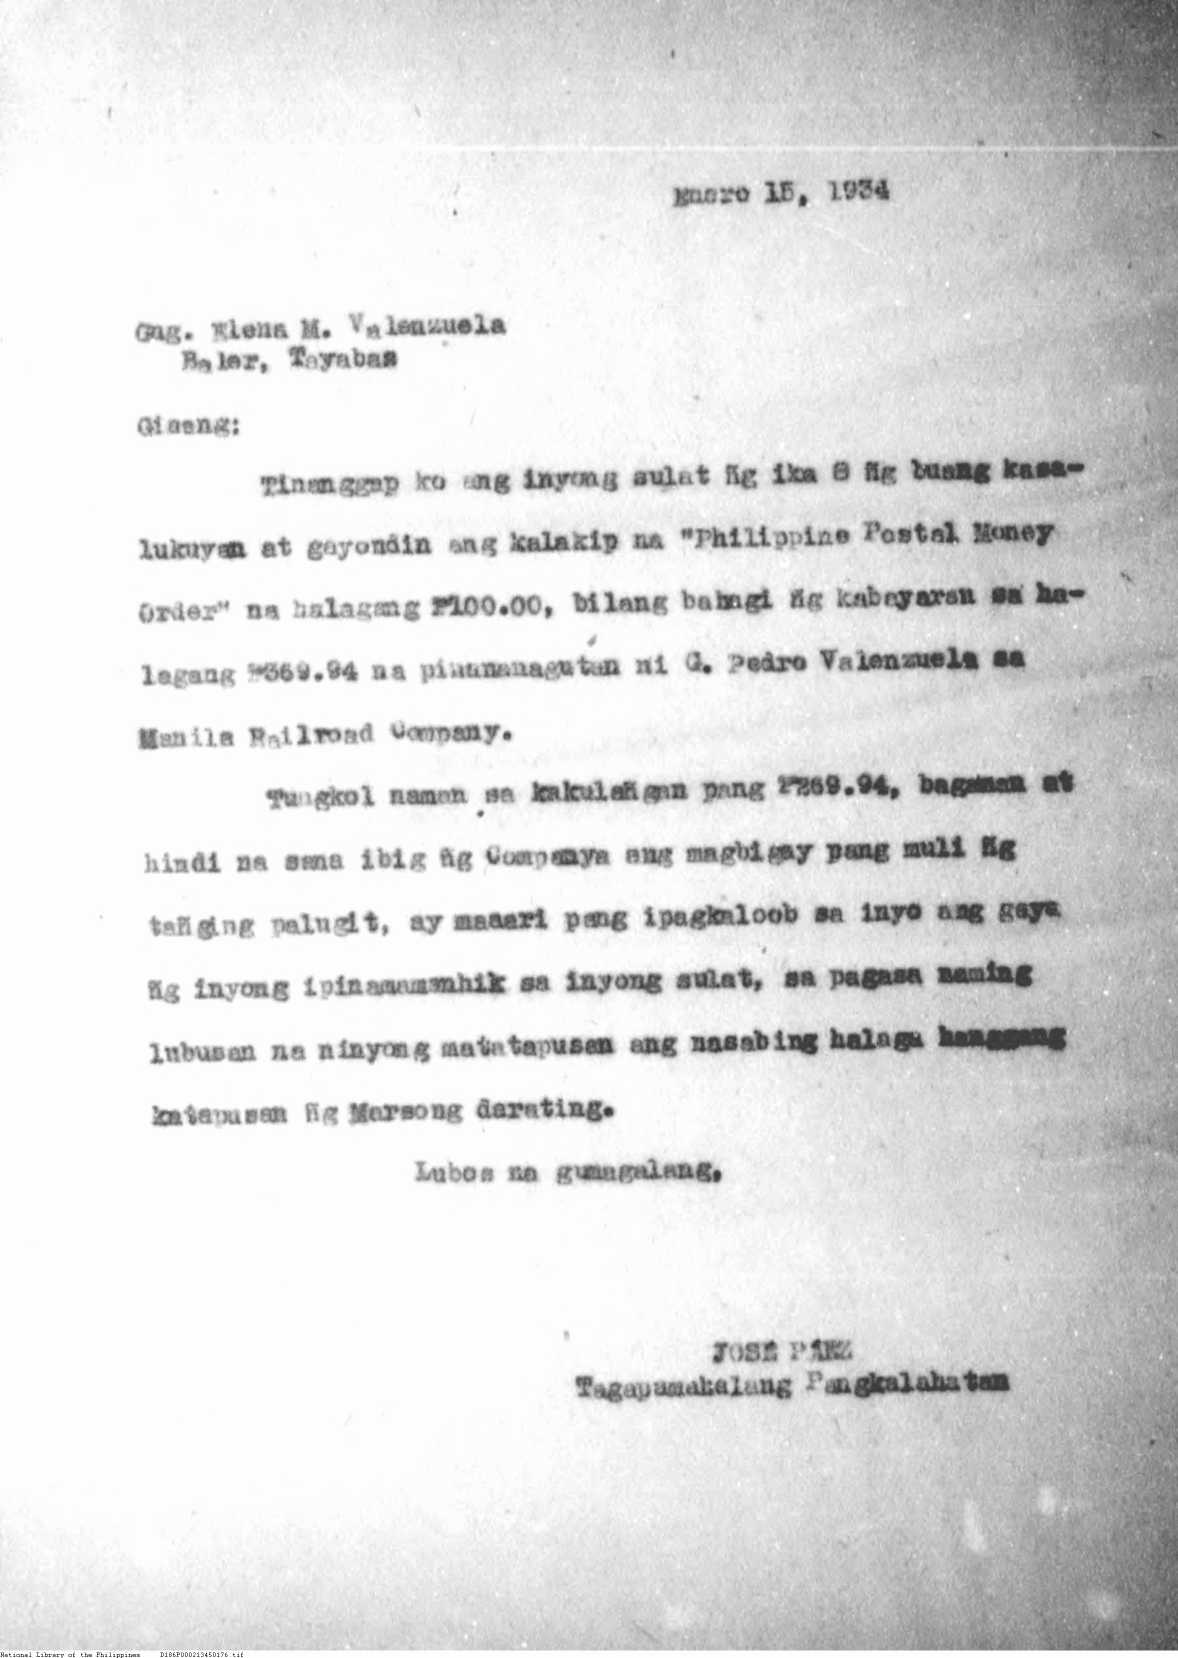 Enero 15, 1934
Gng. Elena M. Valenzuela
Baler, Tayabas
Ginang:
Tinanggap ko ang inyong sulat ñg ika 8 ñg buang kasa-
lukuyan at gayondin ang kalakip na "Philippine Postal Money
Order" na halagang ₱100.00, bilang bahagi ñg kabayaran sa ha-
lagang ₱369.94 na pinananagutan ni G. Pedro Valenzuela sa
Manila Railroad Company.
Tungkol naman sa kakulañgan pang ₱269.94, bagaman at
hindi na sana ibig ñg Companya ang magbigay pang muli ñg
tañging palugit, ay maaari pang ipagkaloob sa inyo ang gaya
ñg inyong ipinamamanhik sa inyong sulat, sa pagasa naming
lubusan na ninyong matatapusan ang nasabing halaga hanggang
katapusan ñg Marsong darating.
Lubos na gumagalang,
JOSÉ PÁEZ
Tagapamahalang Pangkalahatan
National Library of the Philippines D186P000213450176.tif